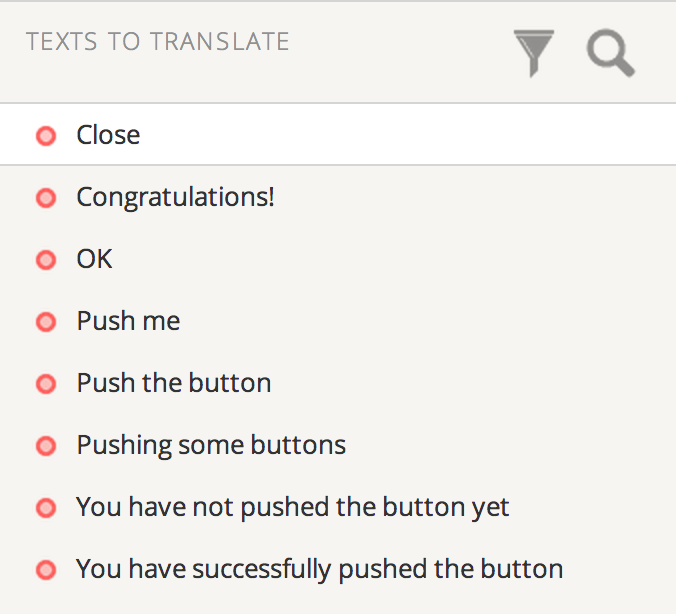 TEXTS TO TRANSLATE
Close
Congratulations!
OK
Push me
Push the button
Pushing some buttons
You have not pushed the button yet
You have successfully pushed the button